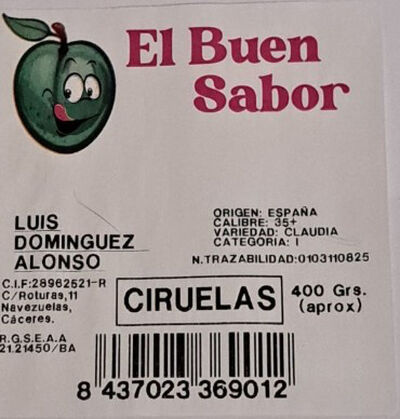 El Buen
Sabor
LUIS
DOMINGUEZ
ALONSO
ORIGEN: ESPAÑA
CALIBRE: 35+
VARIEDAD: CLAUDIA
CATEGORIA: I
N.TRAZABILIDAD:0103110825
C.I.F:28962521-R
C/Roturas,11
Navezuelas,
Cáceres.
CIRUELAS
400 Grs.
(aprox)
R.G.S.E.A.A
21.21450/BA
8 437023 369012